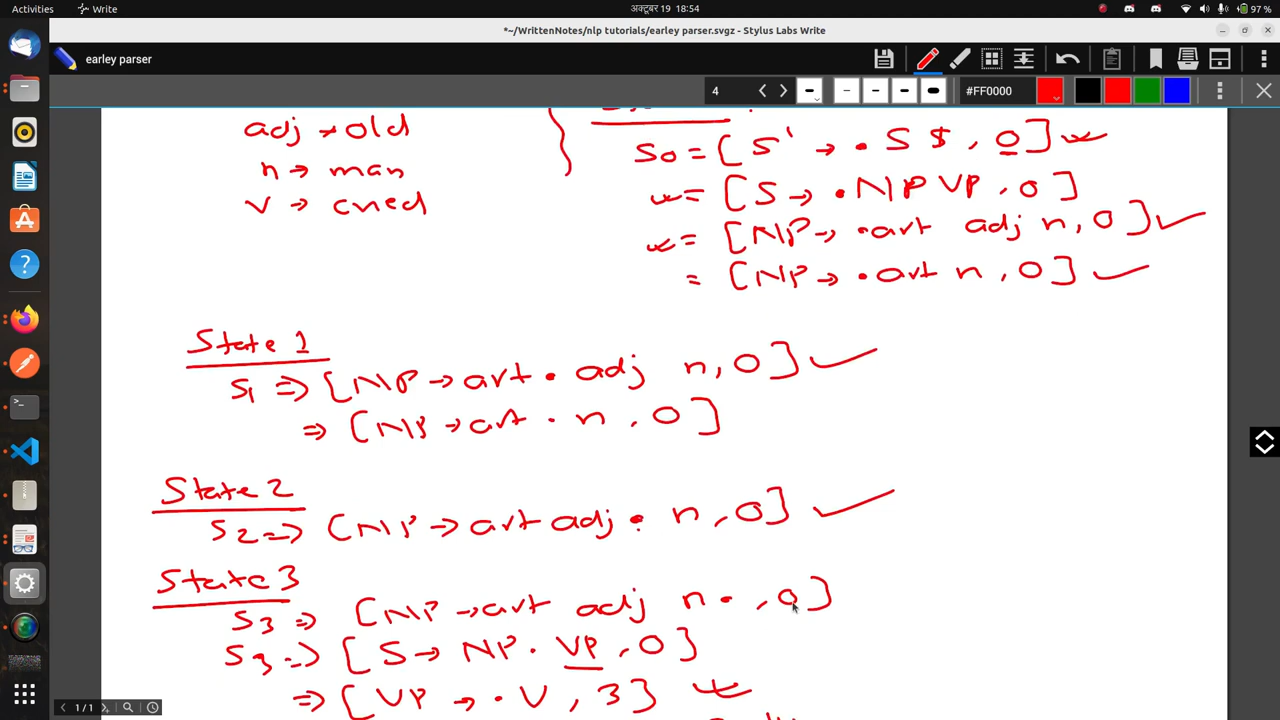 Activities
Write
अक्टूबर 19 18:54
97 %
*~/WrittenNotes/nlp tutorials/earley parser.svgz - Stylus Labs Write
earley parser
4
#FF0000
adj → old
n → man
v → cried
S0 = [S' → • S $, 0]
= [S → • NP VP, 0]
= [NP → • art adj n, 0]
= [NP → • art n, 0]
State 1
S1 => [NP → art • adj n, 0]
=> [NP → art • n, 0]
State 2
S2 => [NP → art adj • n, 0]
State 3
S3 => [NP → art adj n •, 0]
S3 => [S → NP • VP, 0]
=> [VP → • V, 3]
1/1